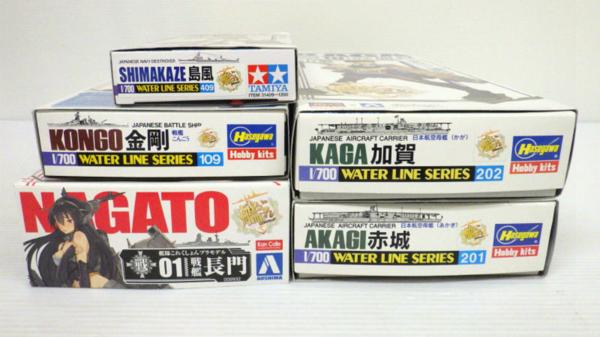 JAPANESE NAVY DESTROYER
SHIMAKAZE 島風
1/700 WATER LINE SERIES 409
TAMIYA
JAPANESE BATTLE SHIP
KONGO 金剛 戦艦 こんごう
1/700 WATER LINE SERIES 109
Hasegawa
Hobby kits
NAGATO
艦隊これくしょんプラモデル
01 戦艦 長門
Kan Colle
AOSHIMA
JAPANESE AIRCRAFT CARRIER 日本航空母艦 (かが)
KAGA 加賀
1/700 WATER LINE SERIES 202
Hasegawa
Hobby kits
JAPANESE AIRCRAFT CARRIER 日本航空母艦 (あかぎ)
AKAGI 赤城
1/700 WATER LINE SERIES 201
Hasegawa
Hobby kits